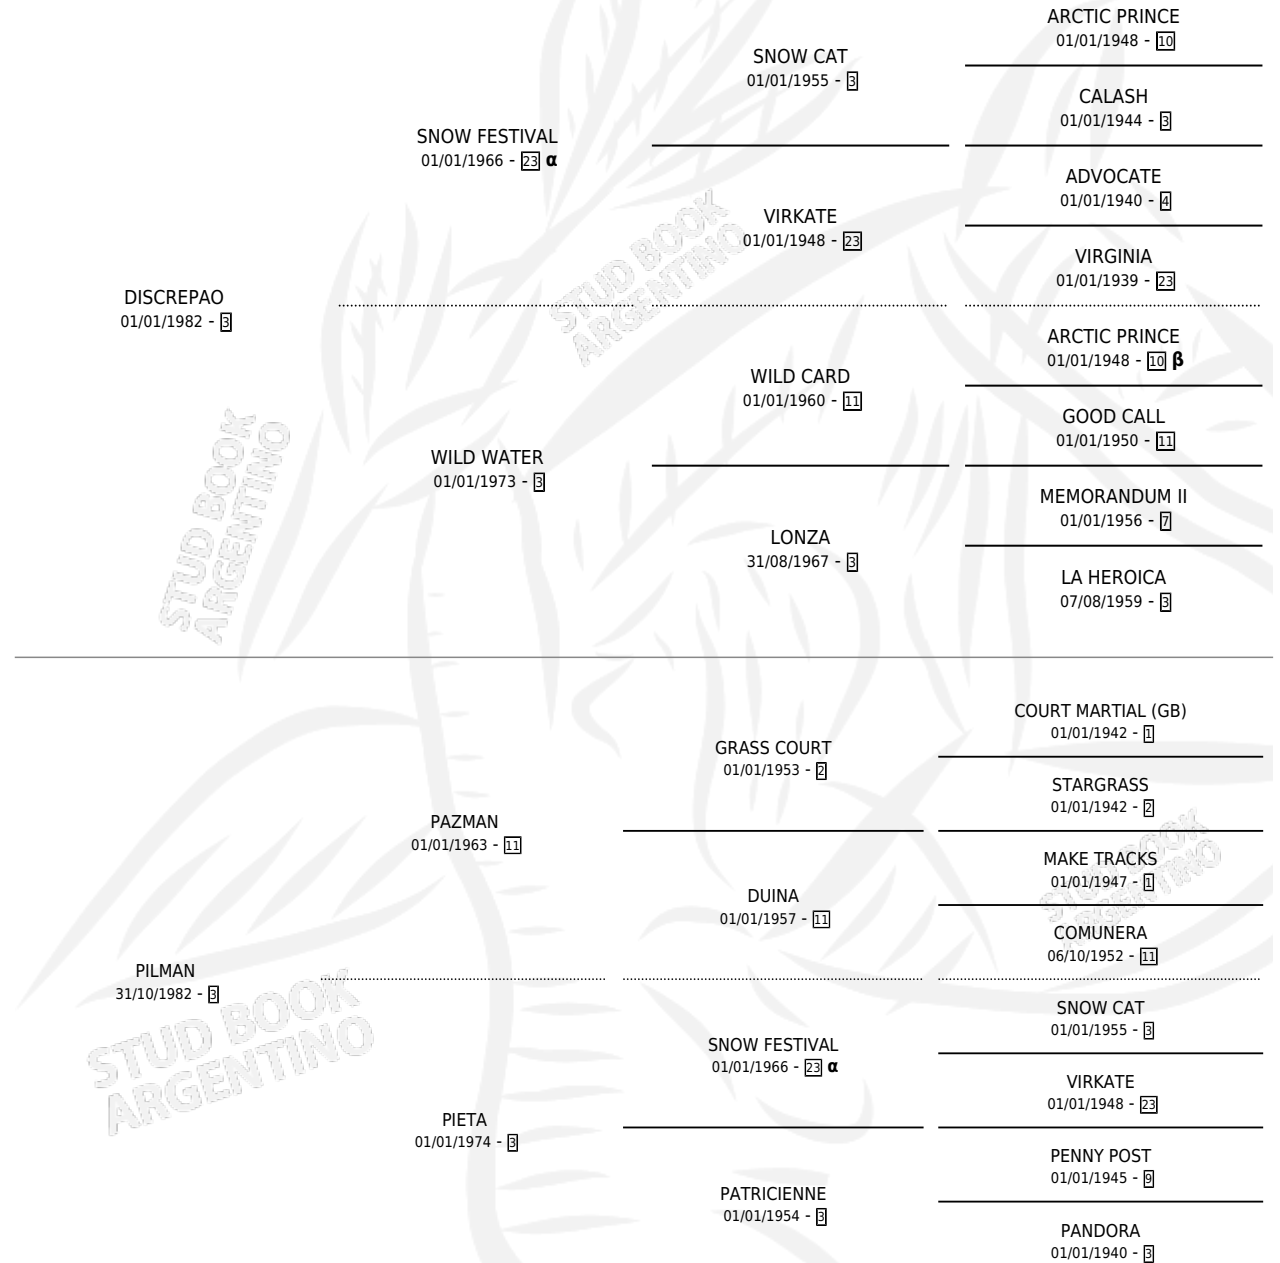 ARCTIC PRINCE
01/01/1948 - 10
SNOW CAT
01/01/1955 - 3
CALASH
01/01/1944 - 3
SNOW FESTIVAL
01/01/1966 - 23 α
ADVOCATE
01/01/1940 - 4
VIRKATE
01/01/1948 - 23
VIRGINIA
01/01/1939 - 23
DISCREPAO
01/01/1982 - 3
ARCTIC PRINCE
01/01/1948 - 10 β
WILD CARD
01/01/1960 - 11
GOOD CALL
01/01/1950 - 11
WILD WATER
01/01/1973 - 3
MEMORANDUM II
01/01/1956 - 7
LONZA
31/08/1967 - 3
LA HEROICA
07/08/1959 - 3
COURT MARTIAL (GB)
01/01/1942 - 1
GRASS COURT
01/01/1953 - 2
STARGRASS
01/01/1942 - 2
PAZMAN
01/01/1963 - 11
MAKE TRACKS
01/01/1947 - 1
DUINA
01/01/1957 - 11
COMUNERA
06/10/1952 - 11
PILMAN
31/10/1982 - 3
SNOW CAT
01/01/1955 - 3
SNOW FESTIVAL
01/01/1966 - 23 α
VIRKATE
01/01/1948 - 23
PIETA
01/01/1974 - 3
PENNY POST
01/01/1945 - 9
PATRICIENNE
01/01/1954 - 3
PANDORA
01/01/1940 - 3
STUD BOOK
ARGENTINO
STUD BOOK
ARGENTINO
STUD BOOK
ARGENTINO
STUD BOOK
ARGENTINO